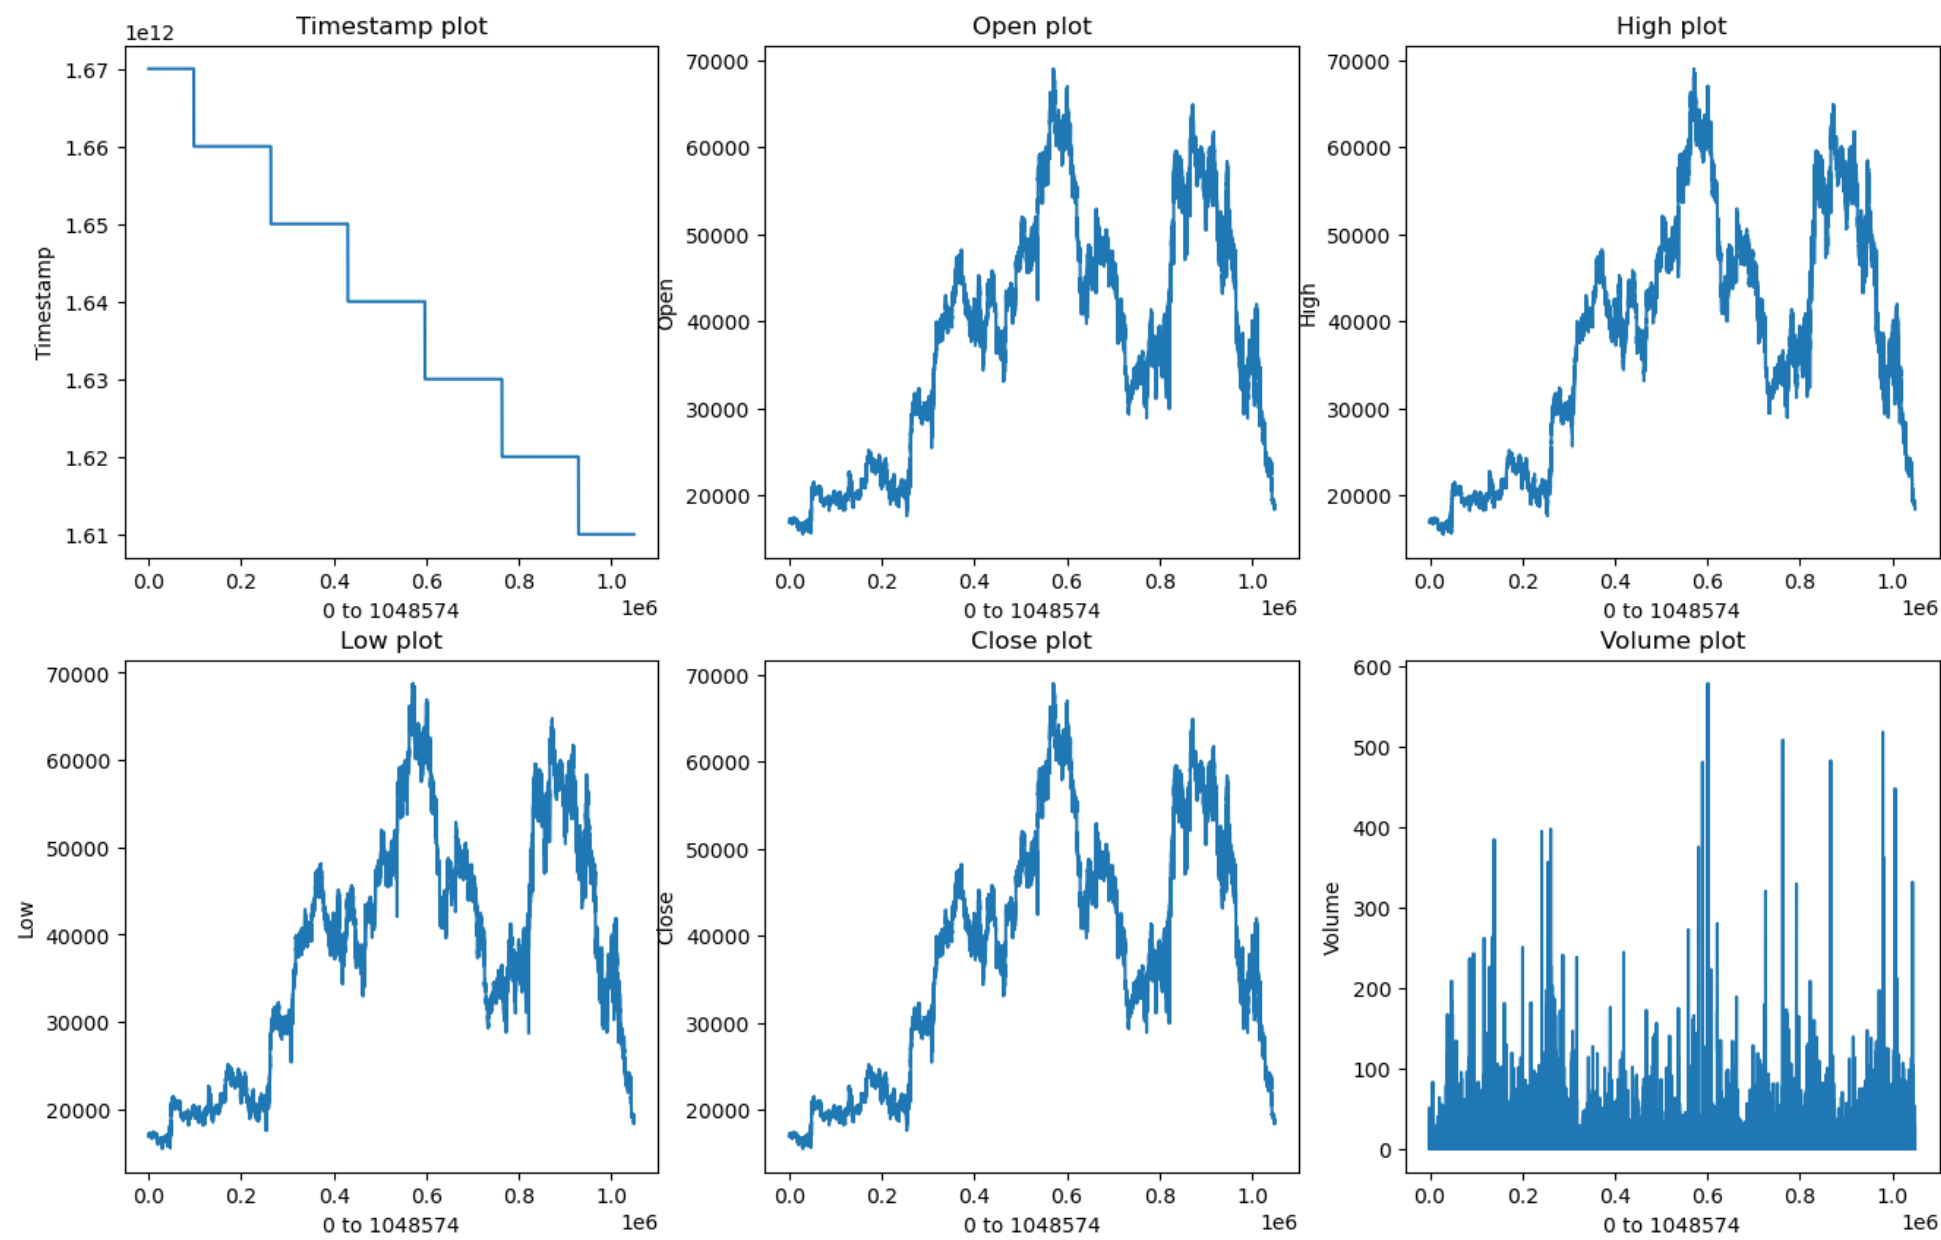 Timestamp plot
1e12
Timestamp
1.67
1.66
1.65
1.64
1.63
1.62
1.61
0.0 0.2 0.4 0.6 0.8 1.0
1e6
0 to 1048574
Open plot
Open
70000
60000
50000
40000
30000
20000
0.0 0.2 0.4 0.6 0.8 1.0
1e6
0 to 1048574
High plot
High
70000
60000
50000
40000
30000
20000
0.0 0.2 0.4 0.6 0.8 1.0
1e6
0 to 1048574
Low plot
Low
70000
60000
50000
40000
30000
20000
0.0 0.2 0.4 0.6 0.8 1.0
1e6
0 to 1048574
Close plot
Close
70000
60000
50000
40000
30000
20000
0.0 0.2 0.4 0.6 0.8 1.0
1e6
0 to 1048574
Volume plot
Volume
600
500
400
300
200
100
0
0.0 0.2 0.4 0.6 0.8 1.0
1e6
0 to 1048574